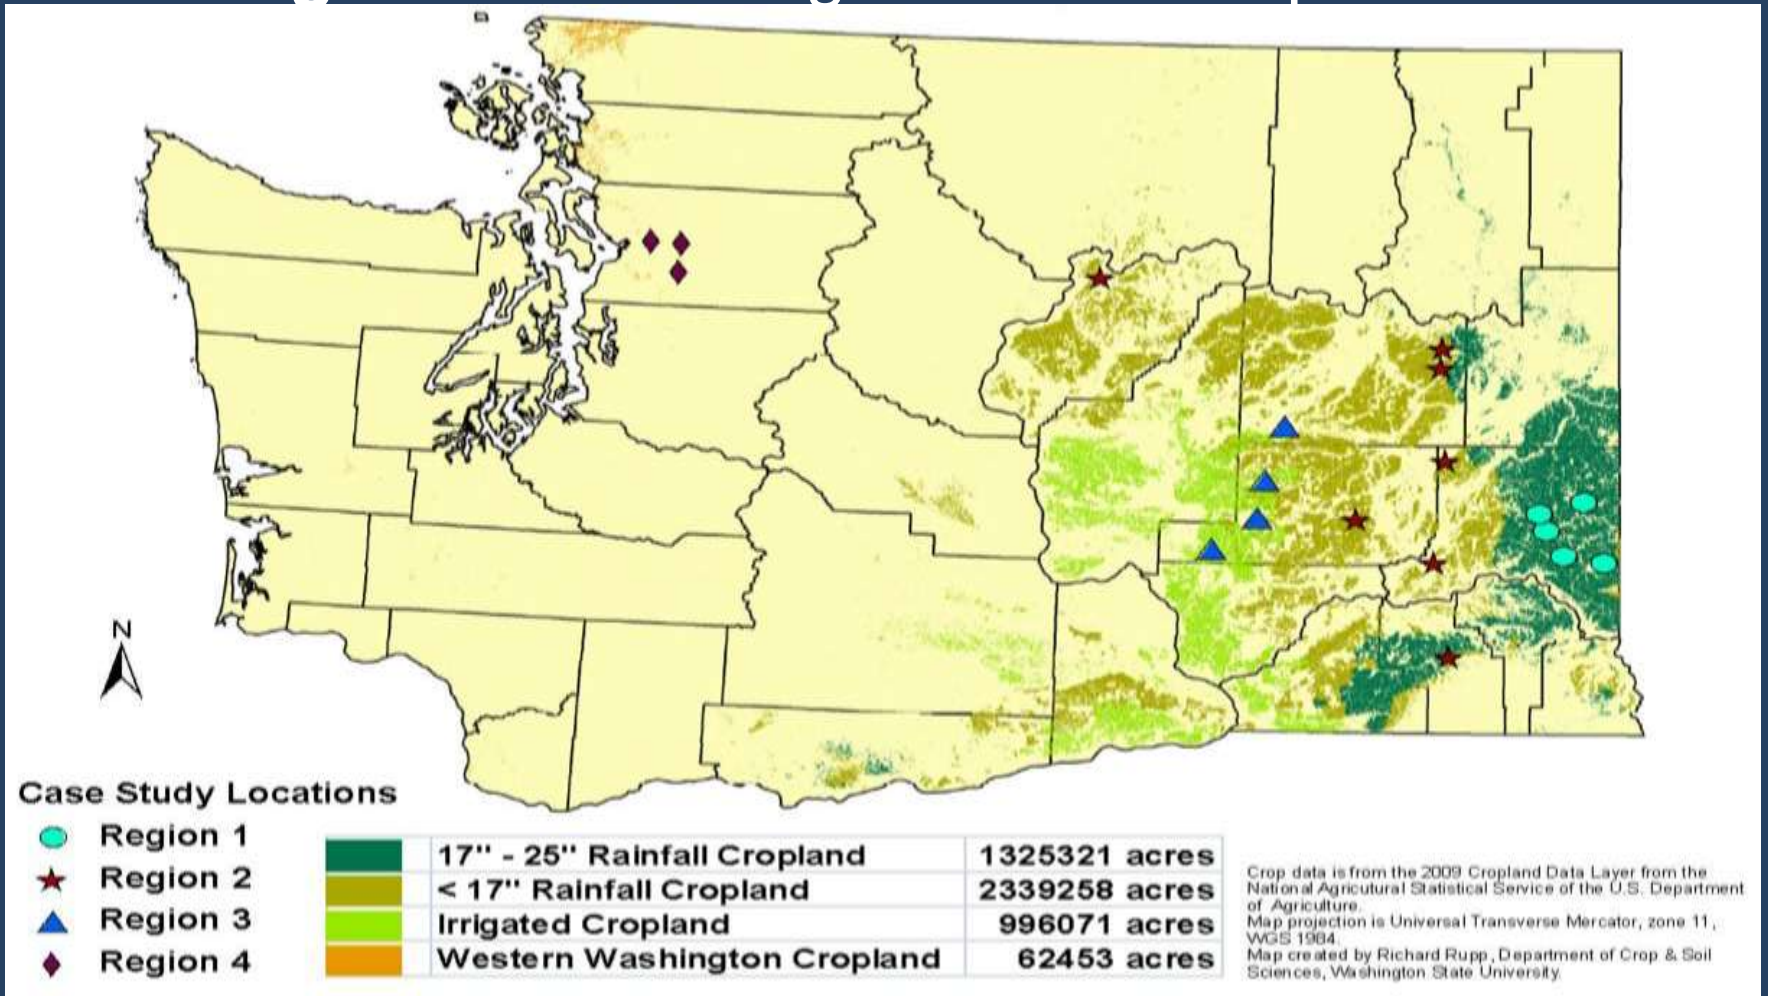 N
Case Study Locations
Region 1
Region 2
Region 3
Region 4
17" - 25" Rainfall Cropland 1325321 acres
< 17" Rainfall Cropland 2339258 acres
Irrigated Cropland 996071 acres
Western Washington Cropland 62453 acres
Crop data is from the 2009 Cropland Data Layer from the
National Agricutural Statistical Service of the U.S. Department
of Agriculture.
Map projection is Universal Transverse Mercator, zone 11,
WGS 1984.
Map created by Richard Rupp, Department of Crop & Soil
Sciences, Washington State University.